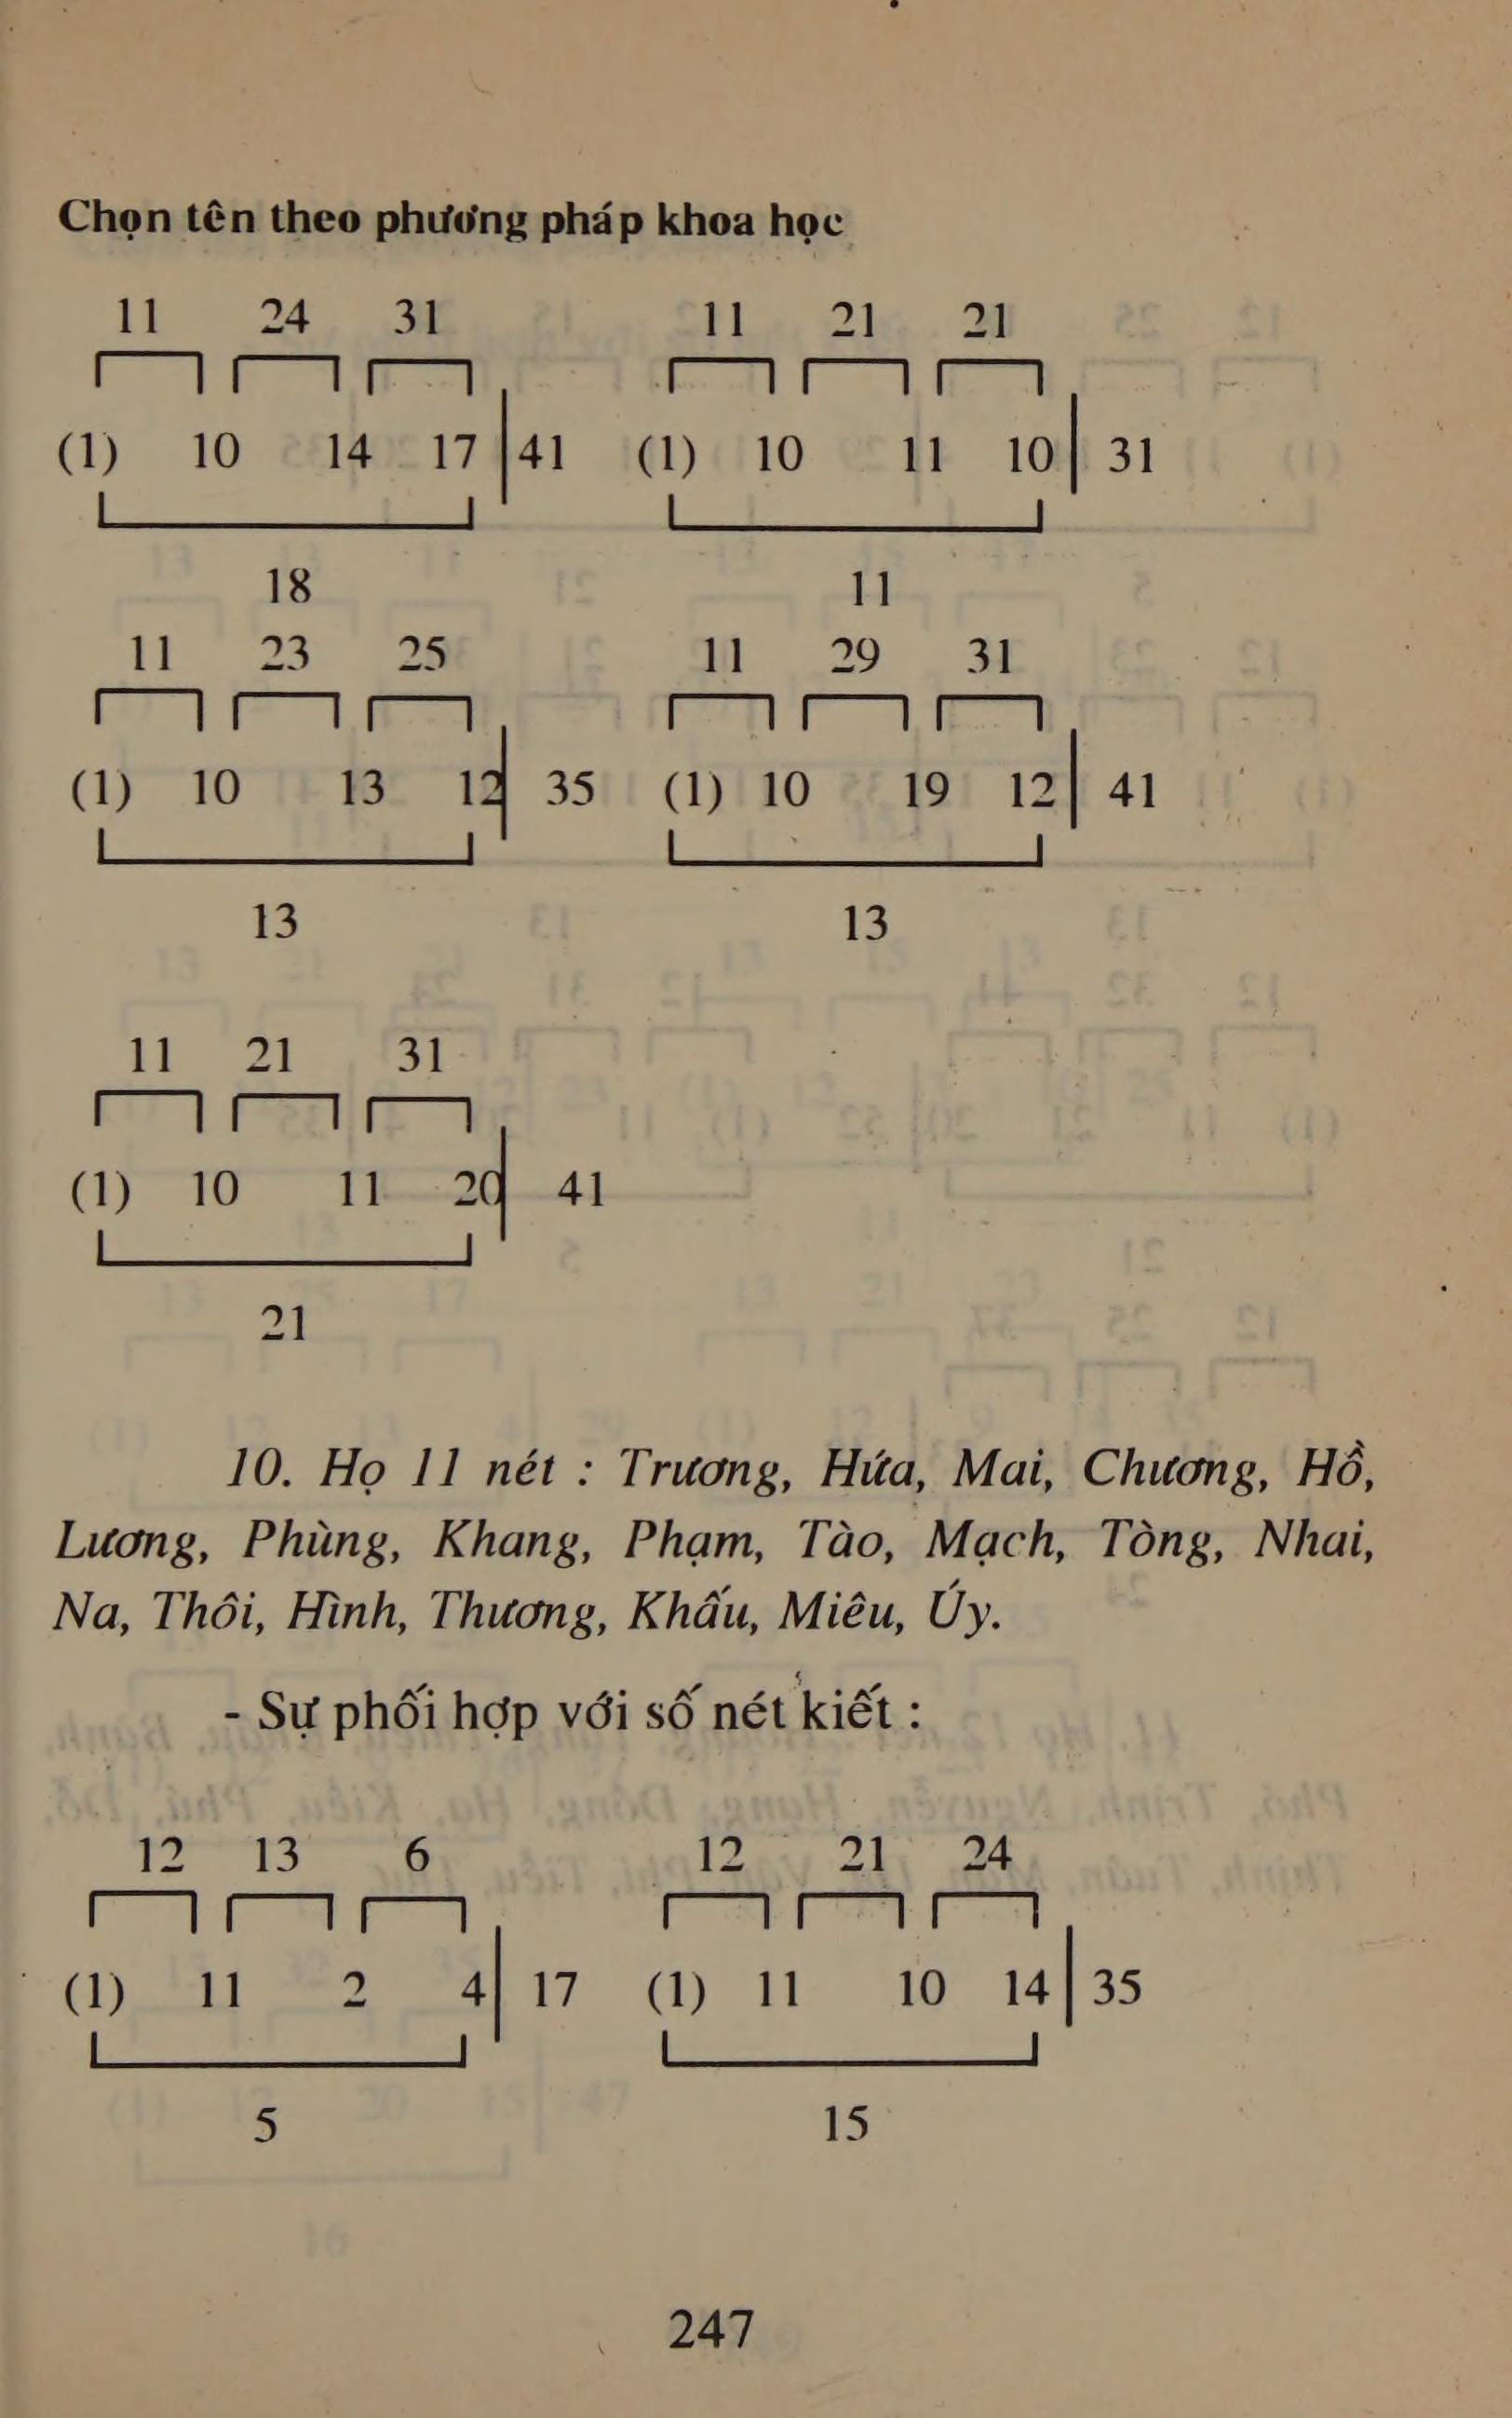 Chọn tên theo phương pháp khoa học
11 24 31 11 21 21
(1) 10 14 17 41 (1) 10 11 10 31
18 11
11 23 25 11 29 31
(1) 10 13 12 35 (1) 10 19 12 41
13 13
11 21 31
(1) 10 11 20 41
21
10. Họ 11 nét : Trương, Hứa, Mai, Chương, Hồ,
Lương, Phùng, Khang, Phạm, Tào, Mạch, Tòng, Nhai,
Na, Thôi, Hình, Thương, Khấu, Miêu, Úy.
- Sự phối hợp với số nét kiết :
12 13 6 12 21 24
(1) 11 2 4 17 (1) 11 10 14 35
5 15
247